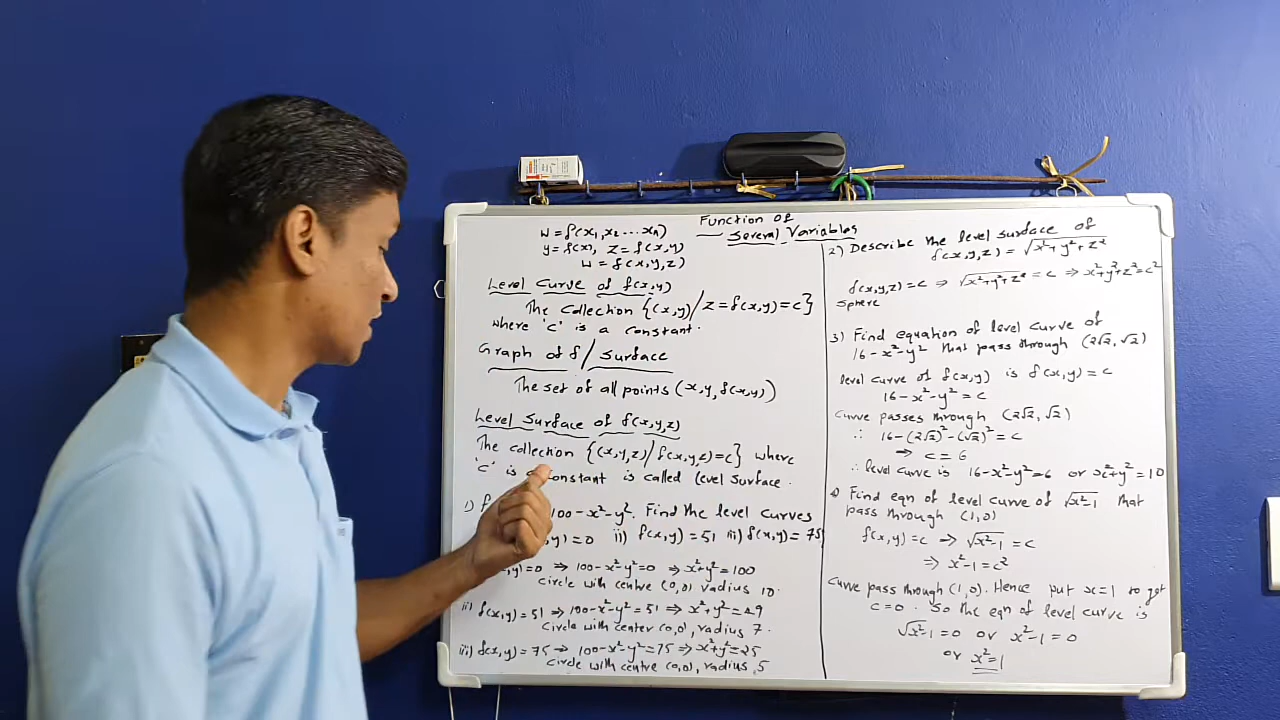 Function of
Several Variables
W = f(x₁, x₂ ... xₙ)
y = f(x), z = f(x,y)
w = f(x,y,z)
Level Curve of f(x,y)
The collection {(x,y)/z=f(x,y)=c}
where 'c' is a constant.
Graph of f / surface
The set of all points (x,y,f(x,y))
Level Surface of f(x,y,z)
The collection {(x,y,z)/f(x,y,z)=c} where
'c' is a constant is called level surface.
1) f 100-x²-y². Find the level curves
y)=0 ii) f(x,y)=51 iii) f(x,y)=75
,y)=0 ⇒ 100-x²-y²=0 ⇒ x²+y²=100
Circle with centre (0,0) radius 10.
ii) f(x,y)=51 ⇒ 100-x²-y²=51 ⇒ x²+y²=49
Circle with center (0,0), radius 7.
iii) f(x,y)=75 ⇒ 100-x²-y²=75 ⇒ x²+y²=25
Circle with centre (0,0), radius 5
2) Describe the level surface of
f(x,y,z) = √x²+y²+z²
f(x,y,z)=c ⇒ √x²+y²+z² = c ⇒ x²+y²+z²=c²
sphere
3) Find equation of level curve of
16-x²-y² that pass through (2√2, √2)
level curve of f(x,y) is f(x,y)=c
16-x²-y²=c
Curve passes through (2√2, √2)
∴ 16-(2√2)²-(√2)²=c
⇒ c=6
∴ level curve is 16-x²-y²=6 or x²+y²=10
4) Find eqn of level curve of √x²-1 that
pass through (1,0)
f(x,y)=c ⇒ √x²-1 = c
⇒ x²-1=c²
Curve pass through (1,0). Hence put x=1 to get
c=0. So the eqn of level curve is
√x²-1=0 or x²-1=0
or x²=1